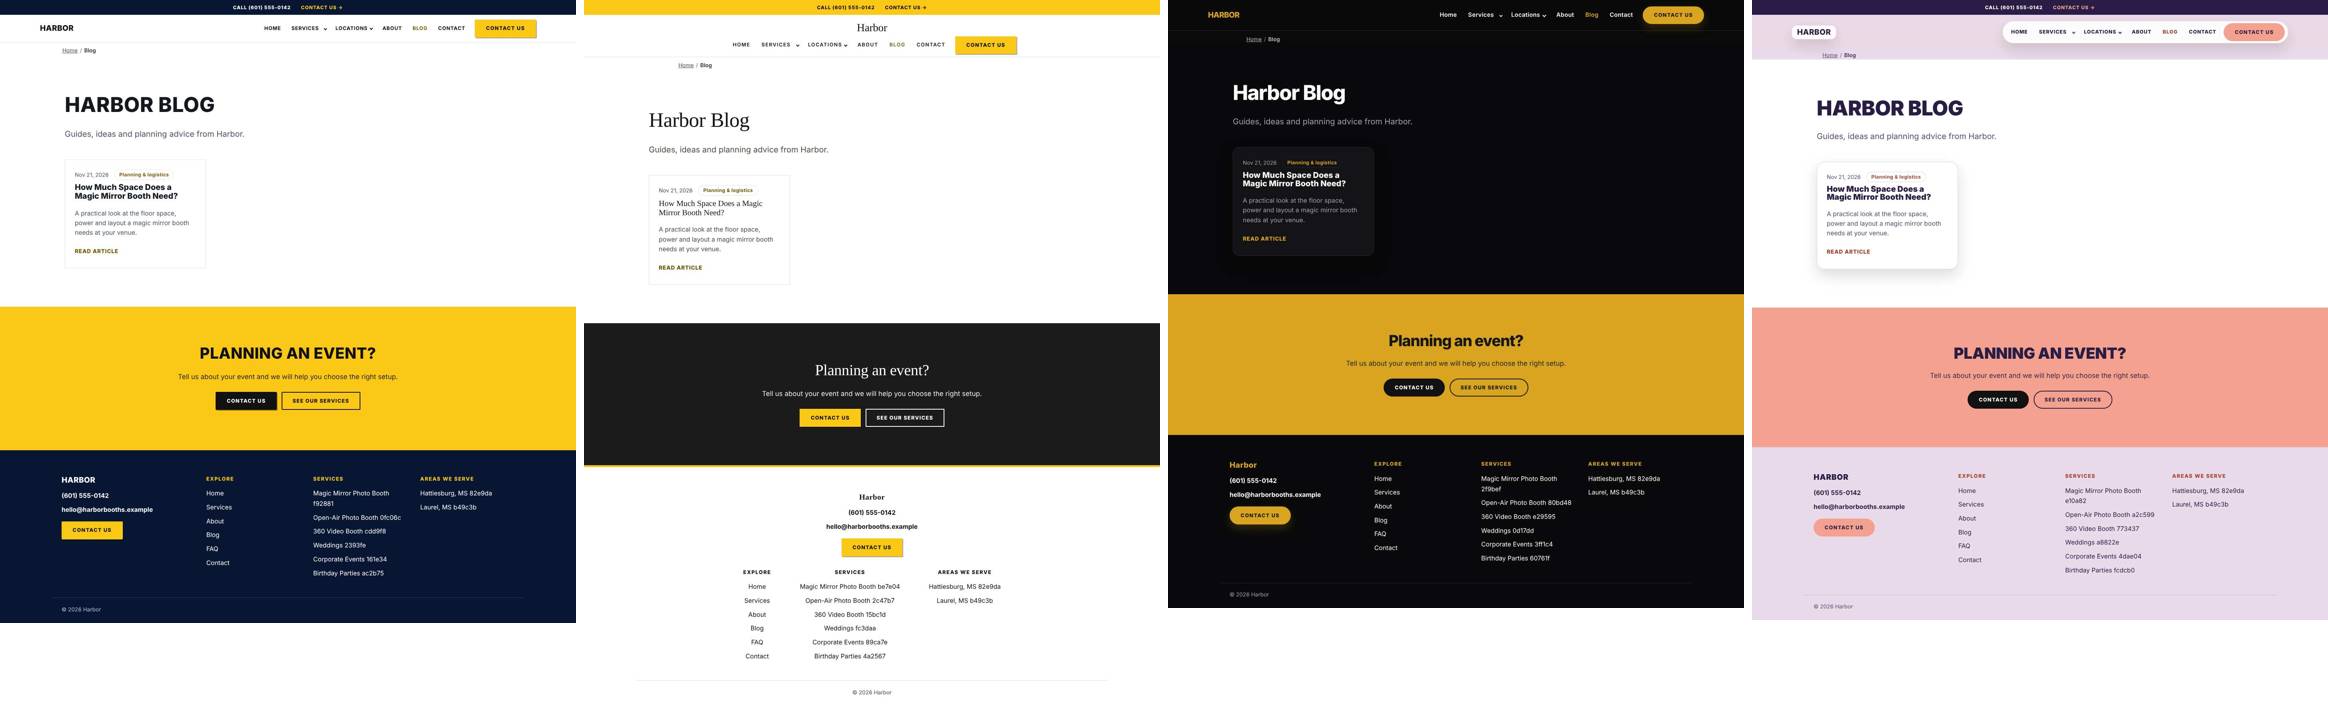 CALL (601) 555-0142 CONTACT US →
HARBOR
HOME SERVICES LOCATIONS ABOUT BLOG CONTACT CONTACT US
Home / Blog
HARBOR BLOG
Guides, ideas and planning advice from Harbor.
Nov 21, 2026 Planning & logistics
How Much Space Does a
Magic Mirror Booth Need?
A practical look at the floor space,
power and layout a magic mirror booth
needs at your venue.
READ ARTICLE
PLANNING AN EVENT?
Tell us about your event and we will help you choose the right setup.
CONTACT US SEE OUR SERVICES
HARBOR
(601) 555-0142
hello@harborbooths.example
CONTACT US
EXPLORE
Home
Services
About
Blog
FAQ
Contact
SERVICES
Magic Mirror Photo Booth
f92881
Open-Air Photo Booth 0fc06c
360 Video Booth cdd9f8
Weddings 2393fe
Corporate Events 161e34
Birthday Parties ac2b75
AREAS WE SERVE
Hattiesburg, MS 82e9da
Laurel, MS b49c3b
© 2026 Harbor
CALL (601) 555-0142 CONTACT US →
Harbor
HOME SERVICES LOCATIONS ABOUT BLOG CONTACT CONTACT US
Home / Blog
Harbor Blog
Guides, ideas and planning advice from Harbor.
Nov 21, 2026 Planning & logistics
How Much Space Does a Magic
Mirror Booth Need?
A practical look at the floor space,
power and layout a magic mirror booth
needs at your venue.
READ ARTICLE
Planning an event?
Tell us about your event and we will help you choose the right setup.
CONTACT US SEE OUR SERVICES
Harbor
(601) 555-0142
hello@harborbooths.example
CONTACT US
EXPLORE
Home
Services
About
Blog
FAQ
Contact
SERVICES
Magic Mirror Photo Booth be7e04
Open-Air Photo Booth 2c47b7
360 Video Booth 15bc1d
Weddings fc3daa
Corporate Events 89ca7e
Birthday Parties 4a2567
AREAS WE SERVE
Hattiesburg, MS 82e9da
Laurel, MS b49c3b
© 2026 Harbor
HARBOR
Home Services Locations About Blog Contact CONTACT US
Home / Blog
Harbor Blog
Guides, ideas and planning advice from Harbor.
Nov 21, 2026 Planning & logistics
How Much Space Does a
Magic Mirror Booth Need?
A practical look at the floor space,
power and layout a magic mirror booth
needs at your venue.
READ ARTICLE
Planning an event?
Tell us about your event and we will help you choose the right setup.
CONTACT US SEE OUR SERVICES
Harbor
(601) 555-0142
hello@harborbooths.example
CONTACT US
EXPLORE
Home
Services
About
Blog
FAQ
Contact
SERVICES
Magic Mirror Photo Booth
2f9bef
Open-Air Photo Booth 80bd48
360 Video Booth e29595
Weddings 0d17dd
Corporate Events 3ff1c4
Birthday Parties 60761f
AREAS WE SERVE
Hattiesburg, MS 82e9da
Laurel, MS b49c3b
© 2026 Harbor
CALL (601) 555-0142 CONTACT US →
HARBOR
HOME SERVICES LOCATIONS ABOUT BLOG CONTACT CONTACT US
Home / Blog
HARBOR BLOG
Guides, ideas and planning advice from Harbor.
Nov 21, 2026 Planning & logistics
How Much Space Does a
Magic Mirror Booth Need?
A practical look at the floor space,
power and layout a magic mirror booth
needs at your venue.
READ ARTICLE
PLANNING AN EVENT?
Tell us about your event and we will help you choose the right setup.
CONTACT US SEE OUR SERVICES
HARBOR
(601) 555-0142
hello@harborbooths.example
CONTACT US
EXPLORE
Home
Services
About
Blog
FAQ
Contact
SERVICES
Magic Mirror Photo Booth
e10a82
Open-Air Photo Booth a2c599
360 Video Booth 773437
Weddings a8822e
Corporate Events 4dae04
Birthday Parties fcdcb0
AREAS WE SERVE
Hattiesburg, MS 82e9da
Laurel, MS b49c3b
© 2026 Harbor